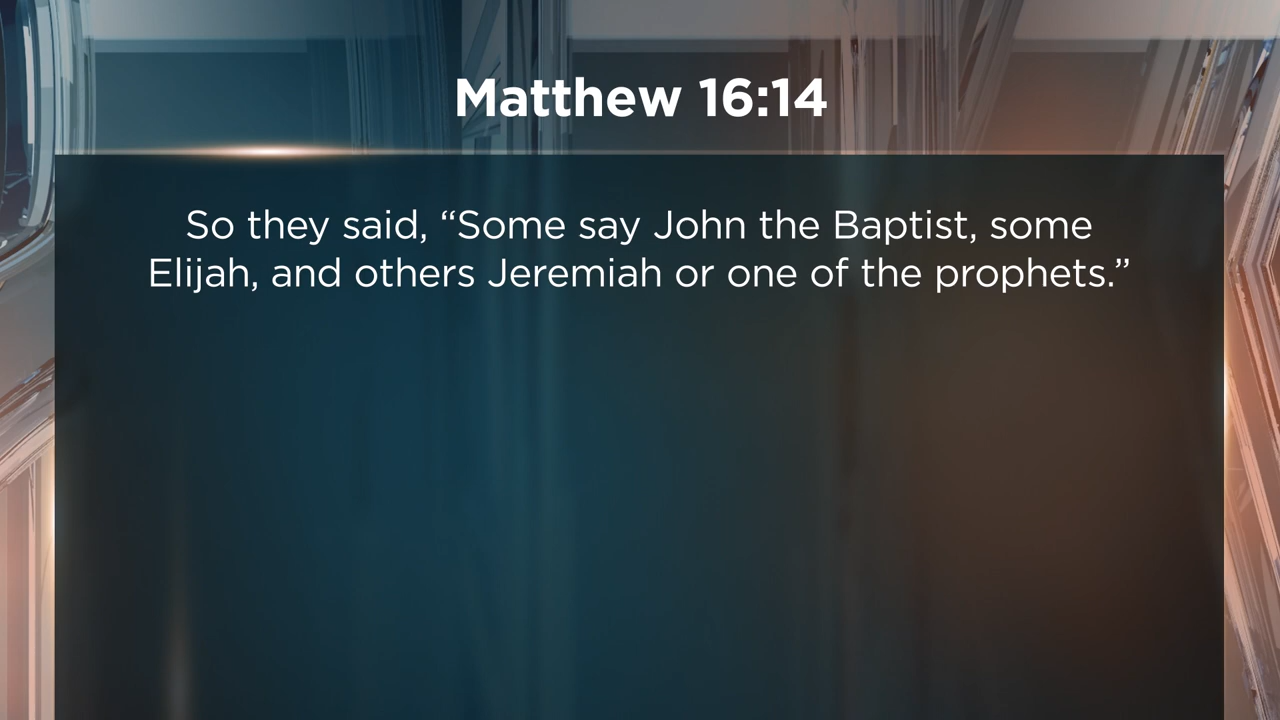 Matthew 16:14
So they said, “Some say John the Baptist, some
Elijah, and others Jeremiah or one of the prophets.”